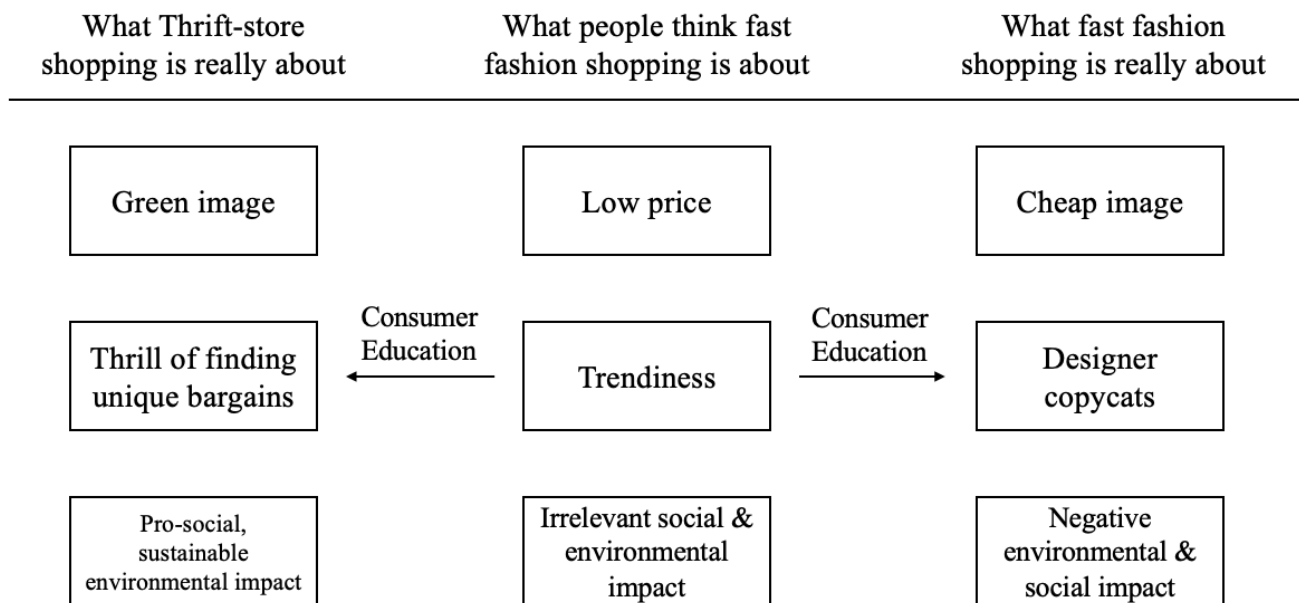 What Thrift-store
shopping is really about
What people think fast
fashion shopping is about
What fast fashion
shopping is really about
Green image
Low price
Cheap image
Thrill of finding
unique bargains
Consumer
Education
Trendiness
Consumer
Education
Designer
copycats
Pro-social,
sustainable
environmental impact
Irrelevant social &
environmental
impact
Negative
environmental &
social impact